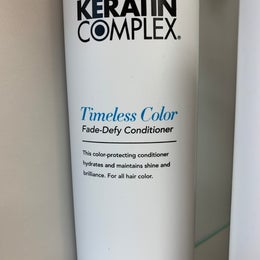 KERATIN
COMPLEX®
Timeless Color
Fade-Defy Conditioner
This color-protecting conditioner
hydrates and maintains shine and
brilliance. For all hair color.